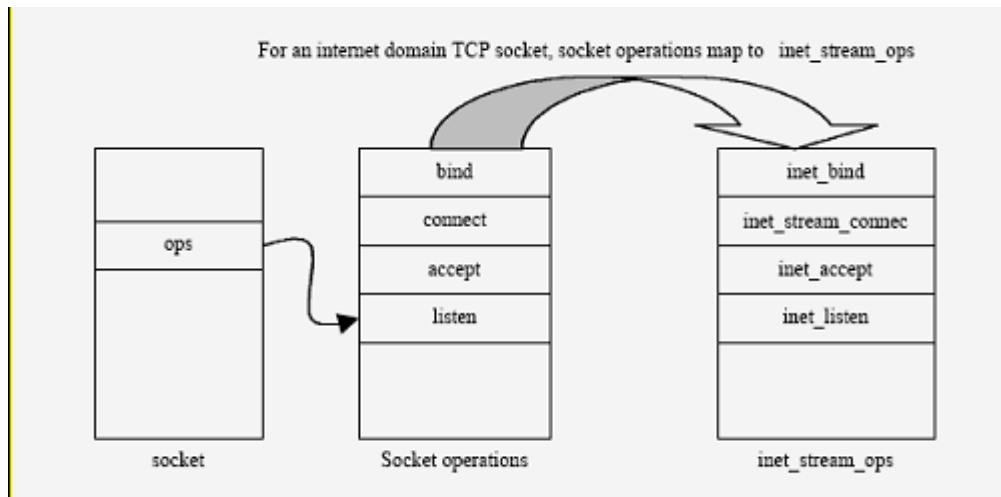 For an internet domain TCP socket, socket operations map to inet_stream_ops
ops
bind
connect
accept
listen
inet_bind
inet_stream_connec
inet_accept
inet_listen
socket
Socket operations
inet_stream_ops